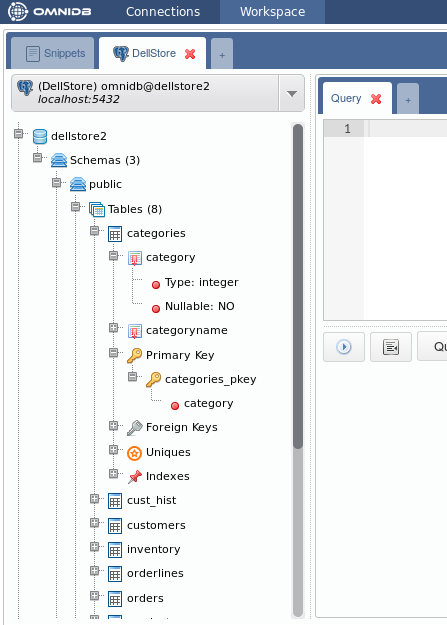 OMNIDB Connections Workspace
Snippets DellStore +
(DellStore) omnidb@dellstore2
localhost:5432
Query +
1
dellstore2
Schemas (3)
public
Tables (8)
categories
category
Type: integer
Nullable: NO
categoryname
Primary Key
categories_pkey
category
Foreign Keys
Uniques
Indexes
cust_hist
customers
inventory
orderlines
orders
Qu